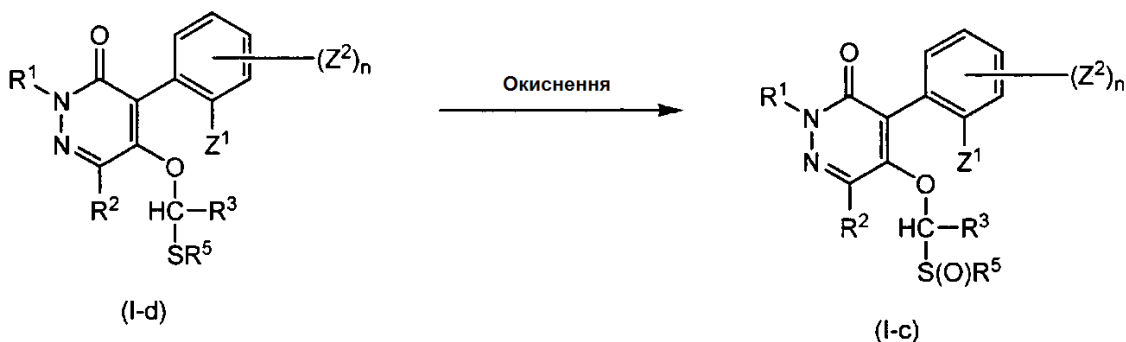 O
(Z²)n
R¹
N
N
Z¹
O
R²
HC–R³
SR⁵
(I-d)
Окиснення
O
(Z²)n
R¹
N
N
Z¹
O
R²
HC–R³
S(O)R⁵
(I-c)